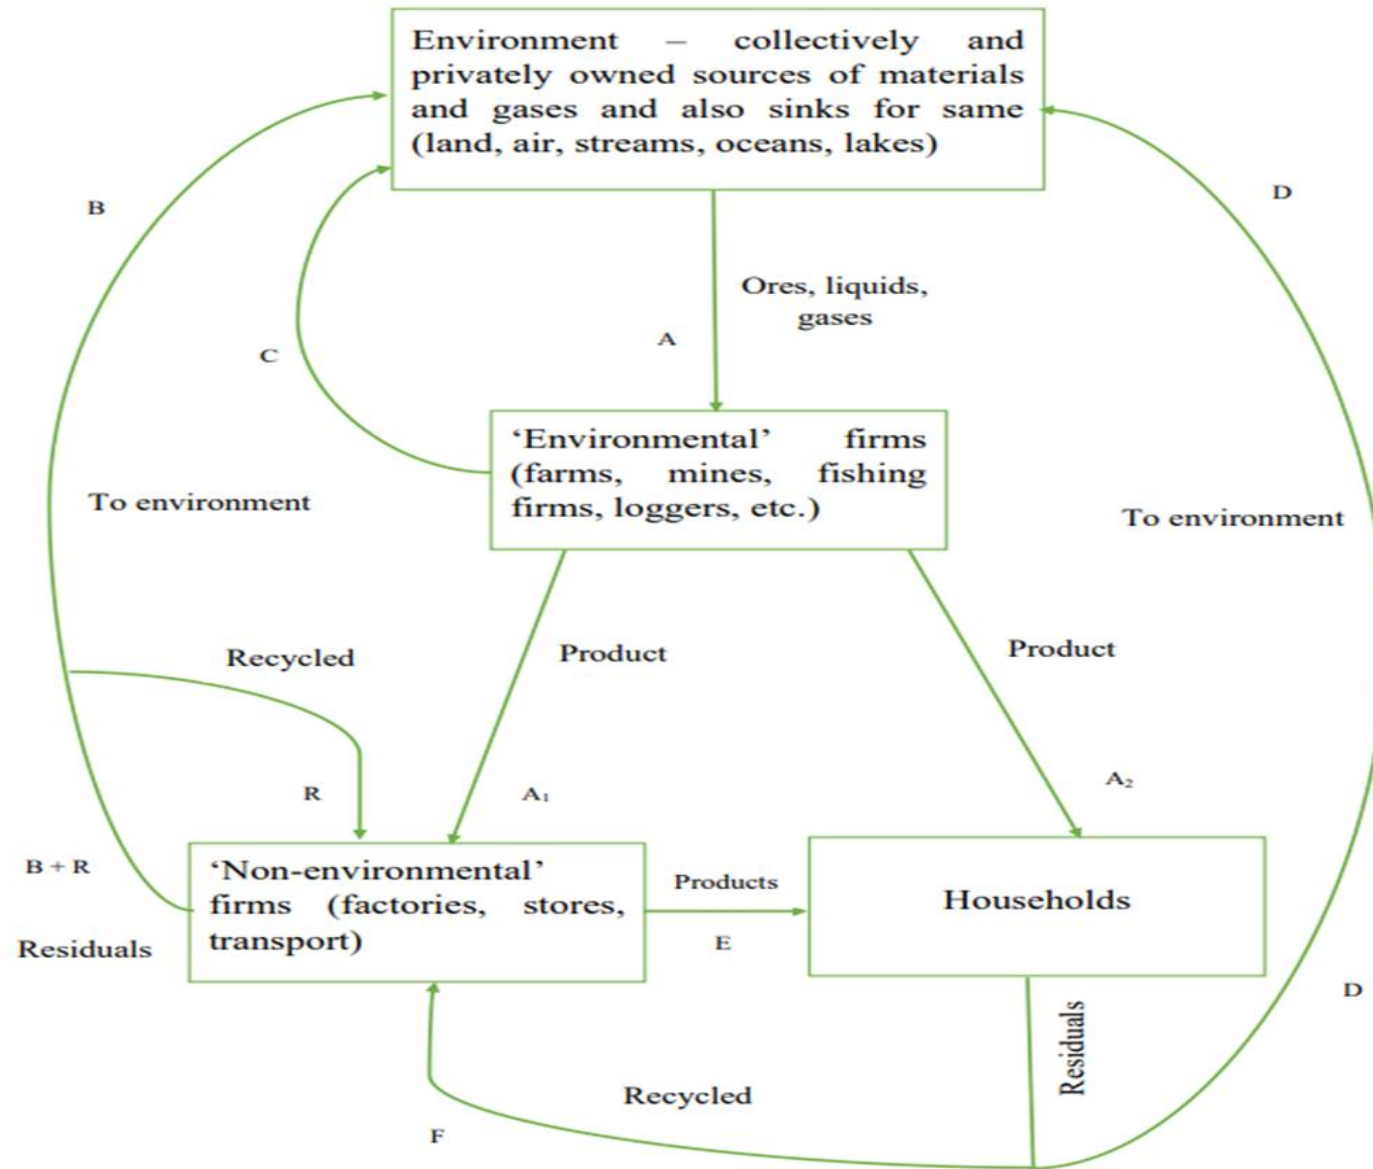 Environment – collectively and
privately owned sources of materials
and gases and also sinks for same
(land, air, streams, oceans, lakes)
B
D
Ores, liquids,
gases
A
C
‘Environmental’ firms
(farms, mines, fishing
firms, loggers, etc.)
To environment
To environment
Recycled
Product
Product
R
A₁
A₂
B + R
Residuals
‘Non-environmental’
firms (factories, stores,
transport)
Products
E
Households
D
Residuals
Recycled
F